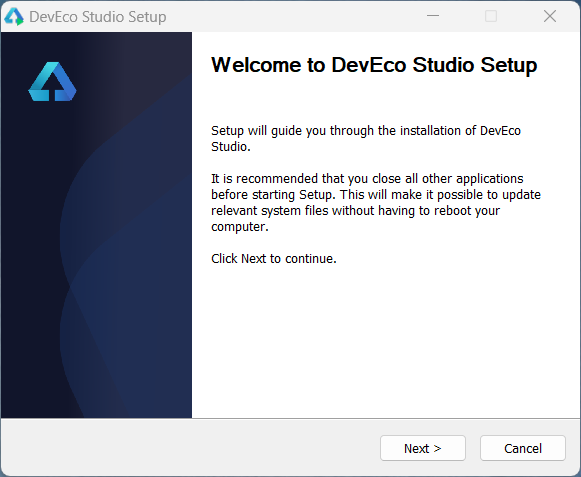 DevEco Studio Setup
Welcome to DevEco Studio Setup
Setup will guide you through the installation of DevEco
Studio.
It is recommended that you close all other applications
before starting Setup. This will make it possible to update
relevant system files without having to reboot your
computer.
Click Next to continue.
Next >
Cancel